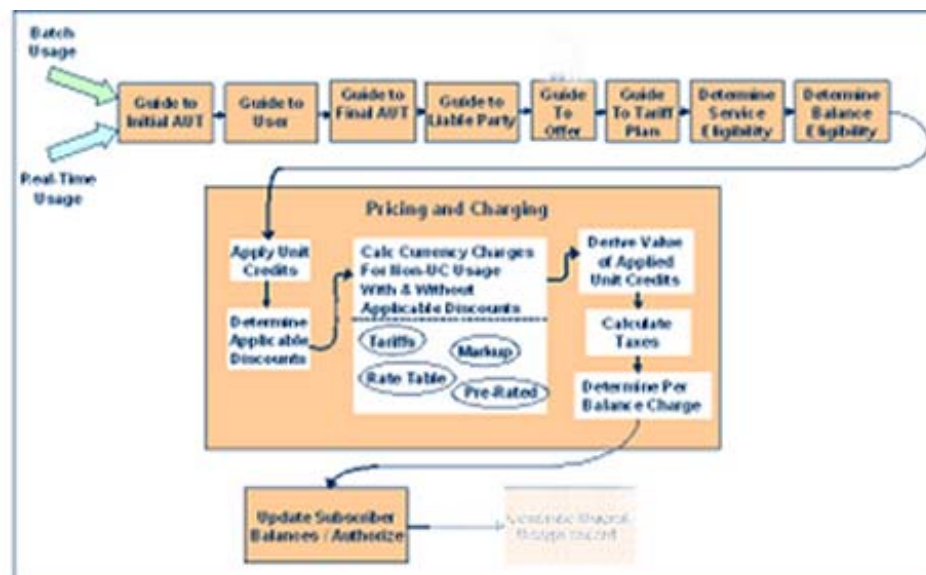 Batch
Usage
Guide to
Initial AUT
Guide to
User
Guide to
Final AUT
Guide to
Liable Party
Guide
To
Offer
Guide
To Tariff
Plan
Determine
Service
Eligibility
Determine
Balance
Eligibility
Real-Time
Usage
Pricing and Charging
Apply Unit
Credits
Determine
Applicable
Discounts
Calc Currency Charges
For Non-UC Usage
With & Without
Applicable Discounts
Tariffs
Markup
Rate Table
Pre-Rated
Derive Value
of Applied
Unit Credits
Calculate
Taxes
Determine Per
Balance Charge
Update Subscriber
Balances / Authorize